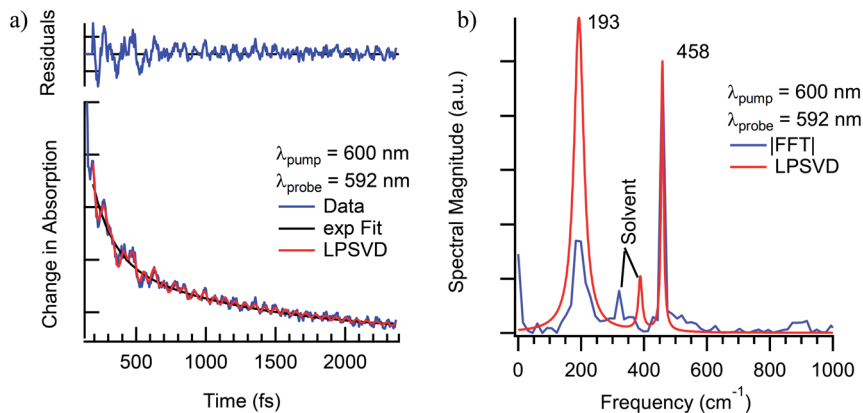 a)
Residuals
Change in Absorption
λpump = 600 nm
λprobe = 592 nm
Data
exp Fit
LPSVD
500
1000
1500
2000
Time (fs)
b)
193
458
Spectral Magnitude (a.u.)
Solvent
λpump = 600 nm
λprobe = 592 nm
|FFT|
LPSVD
0
200
400
600
800
1000
Frequency (cm⁻¹)